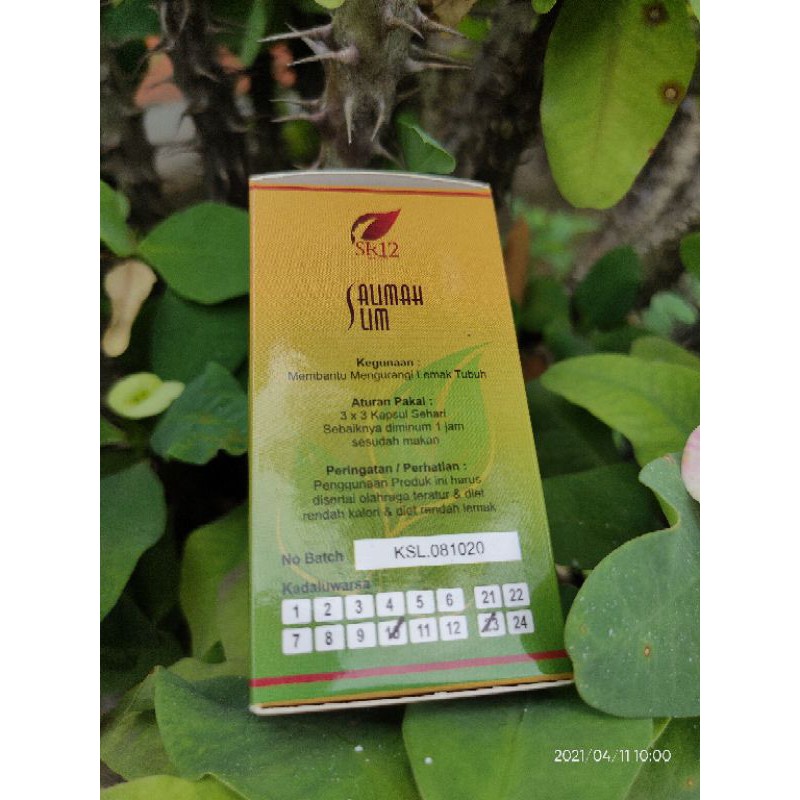 SR12
SALIMAH
SLIM
Kegunaan :
Membantu Mengurangi Lemak Tubuh
Aturan Pakai :
3 x 3 Kapsul Sehari
Sebaiknya diminum 1 jam
sesudah makan
Peringatan / Perhatian :
Penggunaan Produk ini harus
disertai olahraga teratur & diet
rendah kalori & diet rendah lemak
No Batch KSL.081020
Kadaluwarsa
1 2 3 4 5 6 21 22
7 8 9 10 11 12 23 24
2021/04/11 10:00